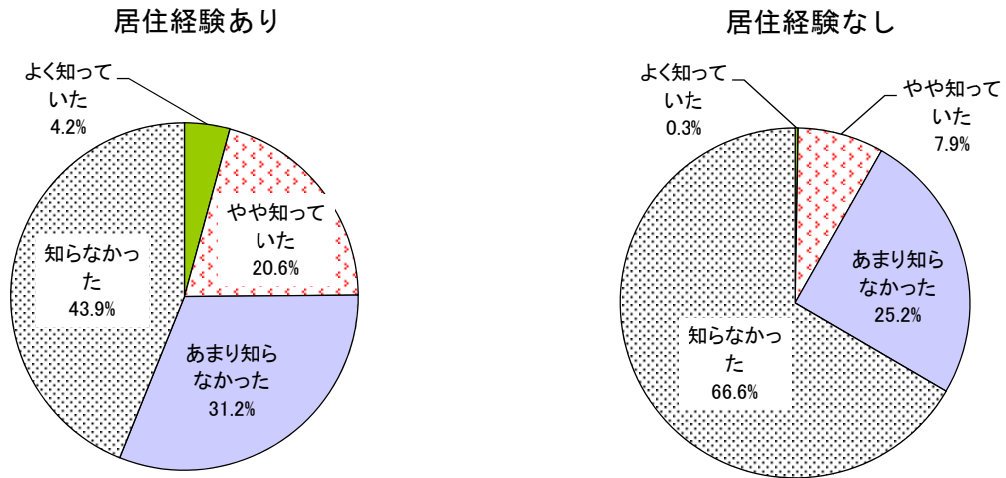 居住経験あり
よく知って
いた
4.2%
やや知って
いた
20.6%
あまり知ら
なかった
31.2%
知らなかっ
た
43.9%
居住経験なし
よく知って
いた
0.3%
やや知って
いた
7.9%
あまり知ら
なかった
25.2%
知らなかっ
た
66.6%